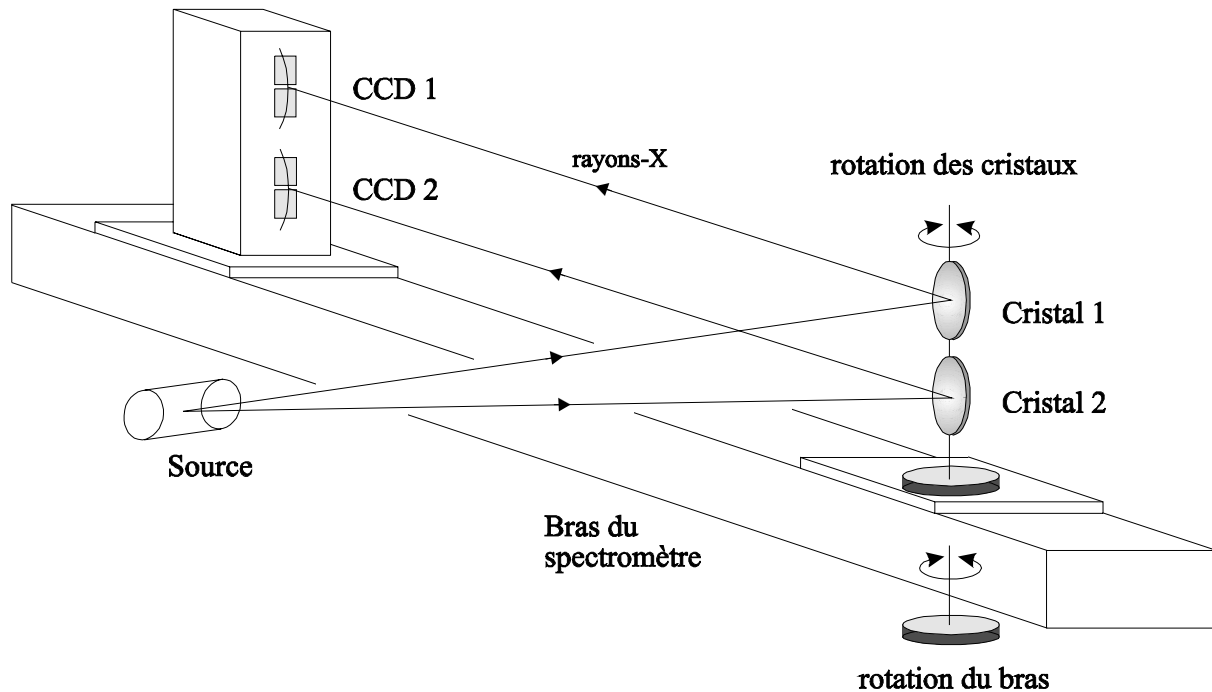 CCD 1
rayons-X
rotation des cristaux
CCD 2
Cristal 1
Cristal 2
Source
Bras du
spectromètre
rotation du bras